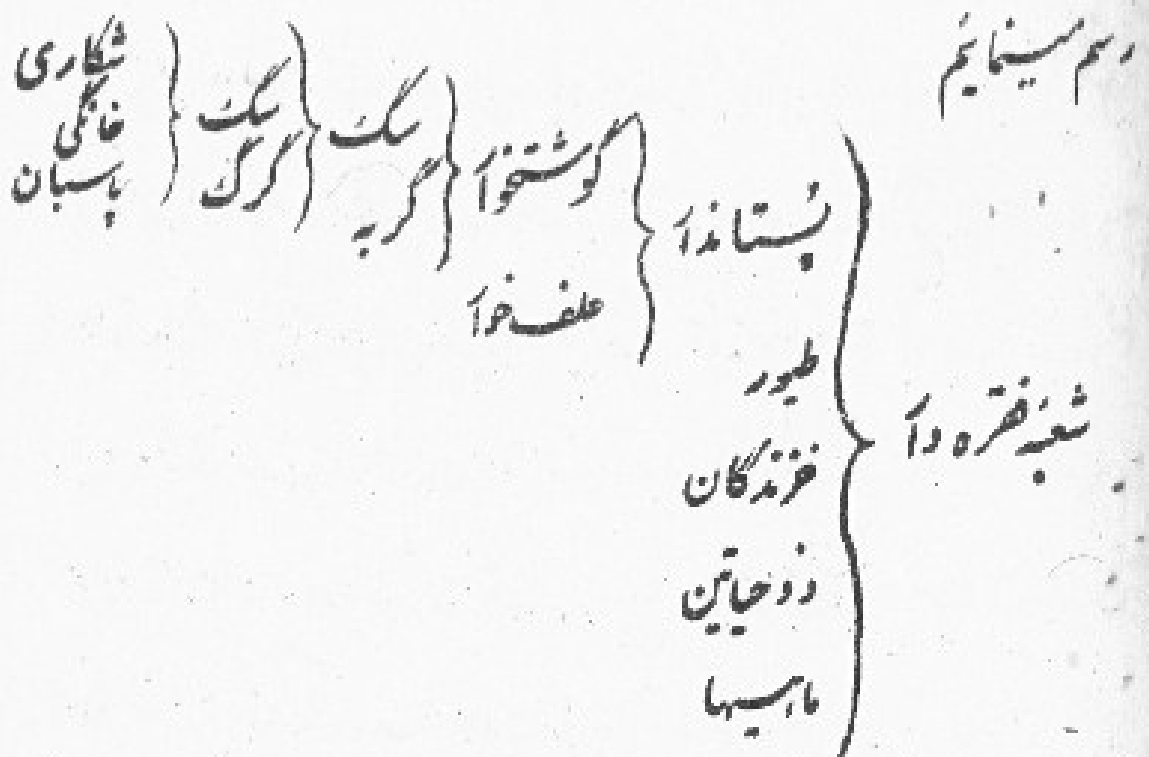 رسم مینمائیم
شعبهٔ فقره دار
پستاندار
طیور
خزندگان
ذوحیاتین
ماهیها
گوشتخوار
علف خوار
سگ
گربه
سگ
گرگ
شکاری
خانگی
پاسبان